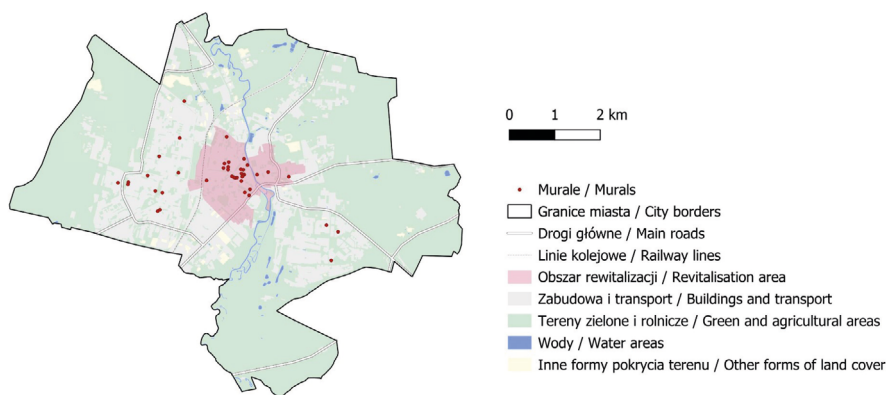 0 1 2 km
Murale / Murals
Granice miasta / City borders
Drogi główne / Main roads
Linie kolejowe / Railway lines
Obszar rewitalizacji / Revitalisation area
Zabudowa i transport / Buildings and transport
Tereny zielone i rolnicze / Green and agricultural areas
Wody / Water areas
Inne formy pokrycia terenu / Other forms of land cover